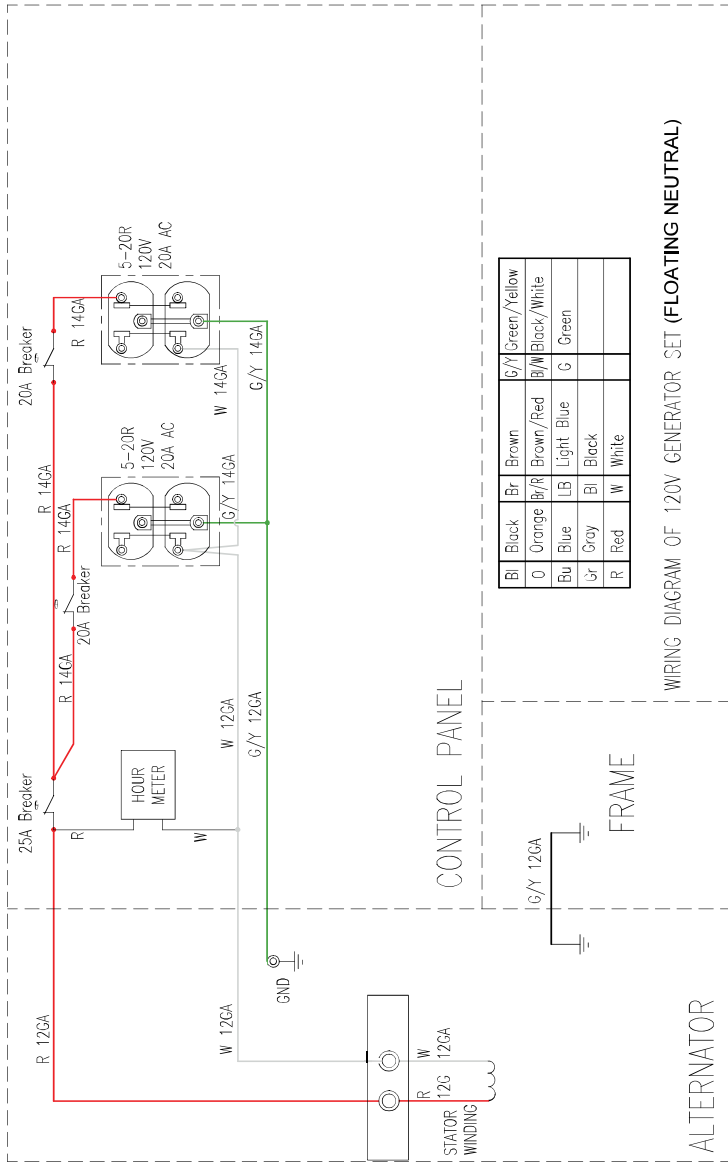 20A Breaker
R 14GA
5-20R
120V
20A AC
W 14GA
G/Y 14GA
R 14GA
R 14GA
5-20R
120V
20A AC
G/Y 14GA
20A Breaker
R 14GA
25A Breaker
R
HOUR
METER
W
W 12GA
G/Y 12GA
CONTROL PANEL
R 12GA
W 12GA
GND
R
12G
W
12GA
STATOR
WINDING
ALTERNATOR
G/Y 12GA
FRAME
Bl Black Br Brown G/Y Green/Yellow
O Orange Br/R Brown/Red Bl/W Black/White
Bu Blue LB Light Blue G Green
Gr Gray Bl Black
R Red W White
WIRING DIAGRAM OF 120V GENERATOR SET (FLOATING NEUTRAL)